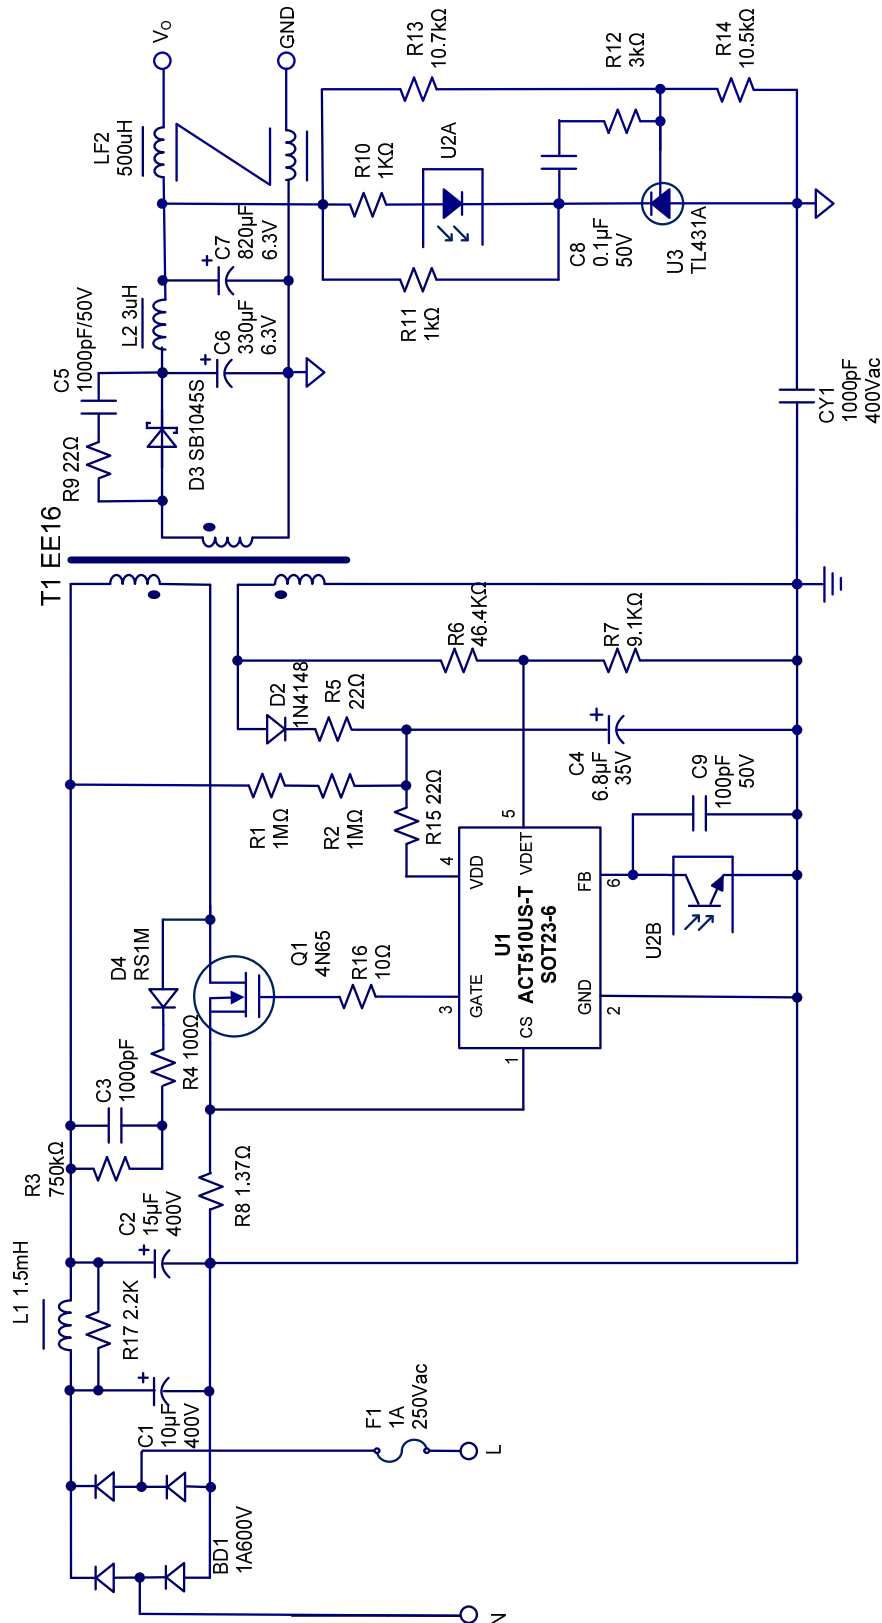 L1 1.5mH
R17 2.2K
C1
10µF
400V
C2
15µF
400V
BD1
1A600V
F1
1A
250Vac
L
N
R3
750kΩ
C3
1000pF
D4
RS1M
R4 100Ω
R8 1.37Ω
Q1
4N65
R16
10Ω
R1
1MΩ
R2
1MΩ
D2
1N4148
R5
22Ω
R15 22Ω
R6
46.4KΩ
R7
9.1KΩ
C4
6.8µF
35V
C9
100pF
50V
U2B
U1
ACT510US-T
SOT23-6
GATE
3
CS
1
GND
2
FB
6
VDD
4
VDET
5
T1 EE16
R9 22Ω
C5
1000pF/50V
D3 SB1045S
L2 3uH
C6
330µF
6.3V
C7
820µF
6.3V
LF2
500uH
VO
GND
R10
1KΩ
R11
1kΩ
U2A
C8
0.1µF
50V
R13
10.7kΩ
R12
3kΩ
R14
10.5kΩ
U3
TL431A
CY1
1000pF
400Vac